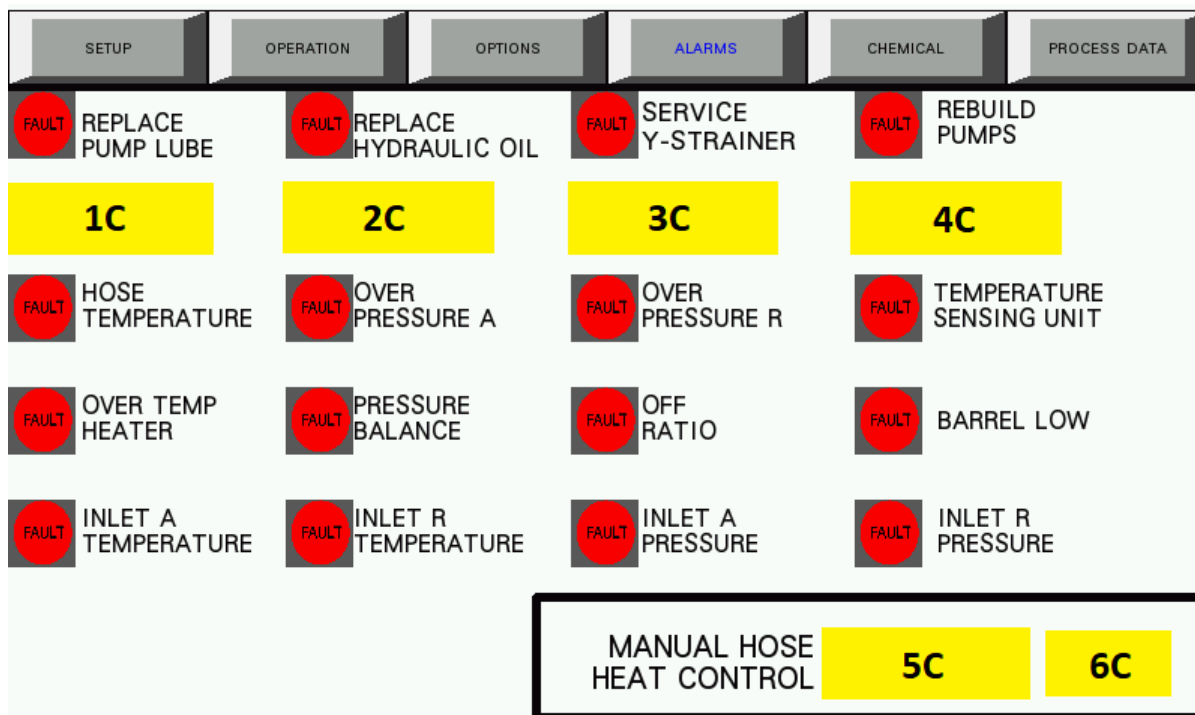 SETUP OPERATION OPTIONS ALARMS CHEMICAL PROCESS DATA
FAULT REPLACE
PUMP LUBE
FAULT REPLACE
HYDRAULIC OIL
FAULT SERVICE
Y-STRAINER
FAULT REBUILD
PUMPS
1C 2C 3C 4C
FAULT HOSE
TEMPERATURE
FAULT OVER
PRESSURE A
FAULT OVER
PRESSURE R
FAULT TEMPERATURE
SENSING UNIT
FAULT OVER TEMP
HEATER
FAULT PRESSURE
BALANCE
FAULT OFF
RATIO
FAULT BARREL LOW
FAULT INLET A
TEMPERATURE
FAULT INLET R
TEMPERATURE
FAULT INLET A
PRESSURE
FAULT INLET R
PRESSURE
MANUAL HOSE
HEAT CONTROL
5C 6C